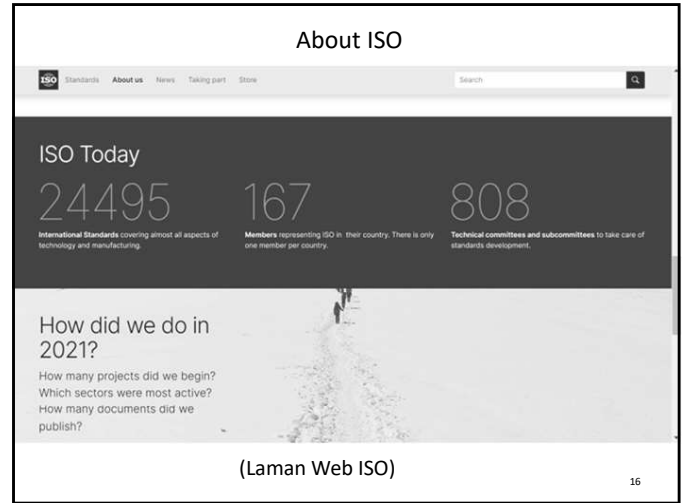 About ISO
ISO Standards About us News Taking part Store Search
ISO Today
24495 167 808
International Standards covering almost all aspects of technology and manufacturing.
Members representing ISO in their country. There is only one member per country.
Technical committees and subcommittees to take care of standards development.
How did we do in
2021?
How many projects did we begin?
Which sectors were most active?
How many documents did we
publish?
(Laman Web ISO)
16